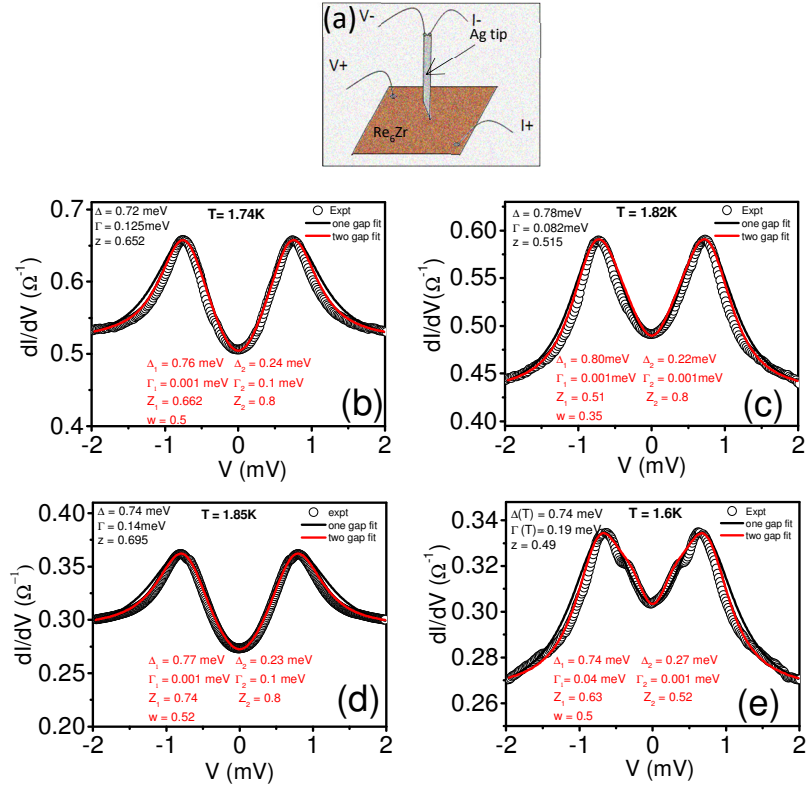 (a)
V-
I-
Ag tip
V+
Re6Zr
I+
Δ = 0.72 meV
Γ = 0.125meV
z = 0.652
T= 1.74K
Expt
one gap fit
two gap fit
0.7
0.6
0.5
0.4
dI/dV (Ω⁻¹)
Δ₁ = 0.76 meV Δ₂ = 0.24 meV
Γ₁ = 0.001 meV Γ₂ = 0.1 meV
Z₁ = 0.662 Z₂ = 0.8
w = 0.5
(b)
-2 -1 0 1 2
V (mV)
Δ = 0.78meV
Γ = 0.082meV
z = 0.515
T = 1.82K
Expt
one gap fit
two gap fit
0.60
0.55
0.50
0.45
0.40
dI/dV(Ω⁻¹)
Δ₁ = 0.80meV Δ₂ = 0.22meV
Γ₁ = 0.001meV Γ₂ = 0.001meV
Z₁ = 0.51 Z₂ = 0.8
w = 0.35
(c)
-2 -1 0 1 2
V (mV)
Δ = 0.74 meV
Γ = 0.14meV
z = 0.695
T = 1.85K
expt
one gap fit
two gap fit
0.40
0.35
0.30
0.25
0.20
dI/dV (Ω⁻¹)
Δ₁ = 0.77 meV Δ₂ = 0.23 meV
Γ₁ = 0.001 meV Γ₂ = 0.1 meV
Z₁ = 0.74 Z₂ = 0.8
w = 0.52
(d)
-2 -1 0 1 2
V (mV)
Δ(T) = 0.74 meV
Γ (T)= 0.19 meV
z = 0.49
T= 1.6K
Expt
one gap fit
two gap fit
0.34
0.32
0.30
0.28
0.26
dI/dV (Ω⁻¹)
Δ₁ = 0.74 meV Δ₂ = 0.27 meV
Γ₁= 0.04 meV Γ₂ = 0.001 meV
Z₁ = 0.63 Z₂ = 0.52
w = 0.5
(e)
-2 -1 0 1 2
V (mV)